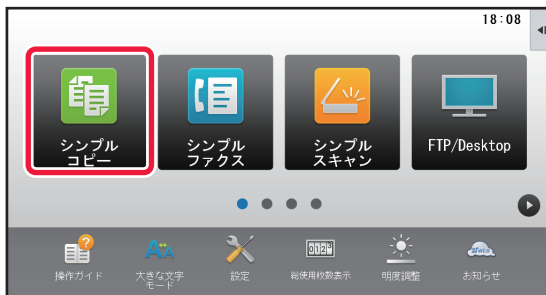 18:08
シンプル
コピー
シンプル
ファクス
シンプル
スキャン
FTP/Desktop
操作ガイド
大きな文字
モード
設定
総使用枚数表示
明度調整
お知らせ